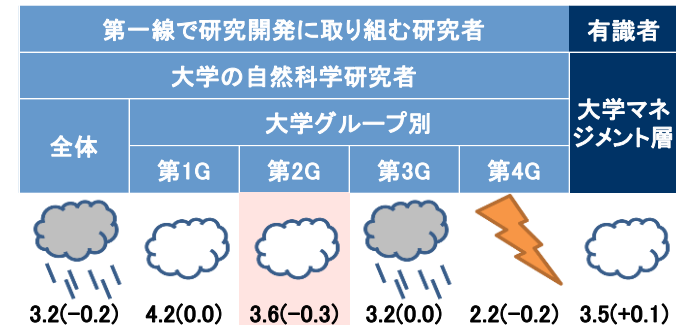 第一線で研究開発に取り組む研究者
有識者
大学の自然科学研究者
大学マネ
ジメント層
全体
大学グループ別
第1G
第2G
第3G
第4G
3.2(−0.2)
4.2(0.0)
3.6(−0.3)
3.2(0.0)
2.2(−0.2)
3.5(+0.1)